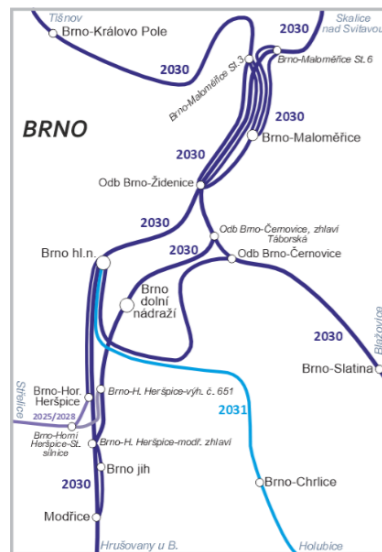 Tišnov
Skalice
nad Svitavou
Brno-Královo Pole
2030
2030
Brno-Maloměřice St.3
Brno-Maloměřice St.6
2030
BRNO
Brno-Maloměřice
2030
Odb Brno-Židenice
2030
Odb Brno-Černovice, zhlaví
Táborská
2030
Brno hl.n.
Odb Brno-Černovice
Brno
dolní
nádraží
2030
Blažovice
Brno-Slatina
Střelice
Brno-Hor.
Heršpice
Brno-H. Heršpice-výh. č. 651
2025/2028
2031
Brno-Horní
Heršpice-St.
silnice
Brno-H. Heršpice-modř. zhlaví
Brno jih
2030
Brno-Chrlice
Modřice
Hrušovany u B.
Holubice